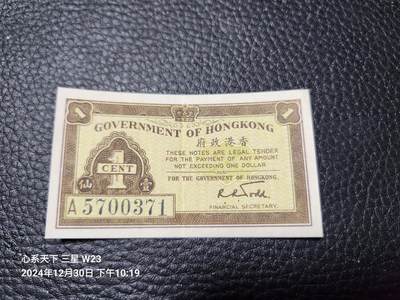 1
1
GOVERNMENT OF HONGKONG
府政港香
THESE NOTES ARE LEGAL TENDER
FOR THE PAYMENT OF ANY AMOUNT
NOT EXCEEDING ONE DOLLAR
FOR THE GOVERNMENT OF HONGKONG.
1
CENT
仙 壹
A 5700371
R R Todd
FINANCIAL SECRETARY.
心系天下 三星 W23
2024年12月30日 下午10:19